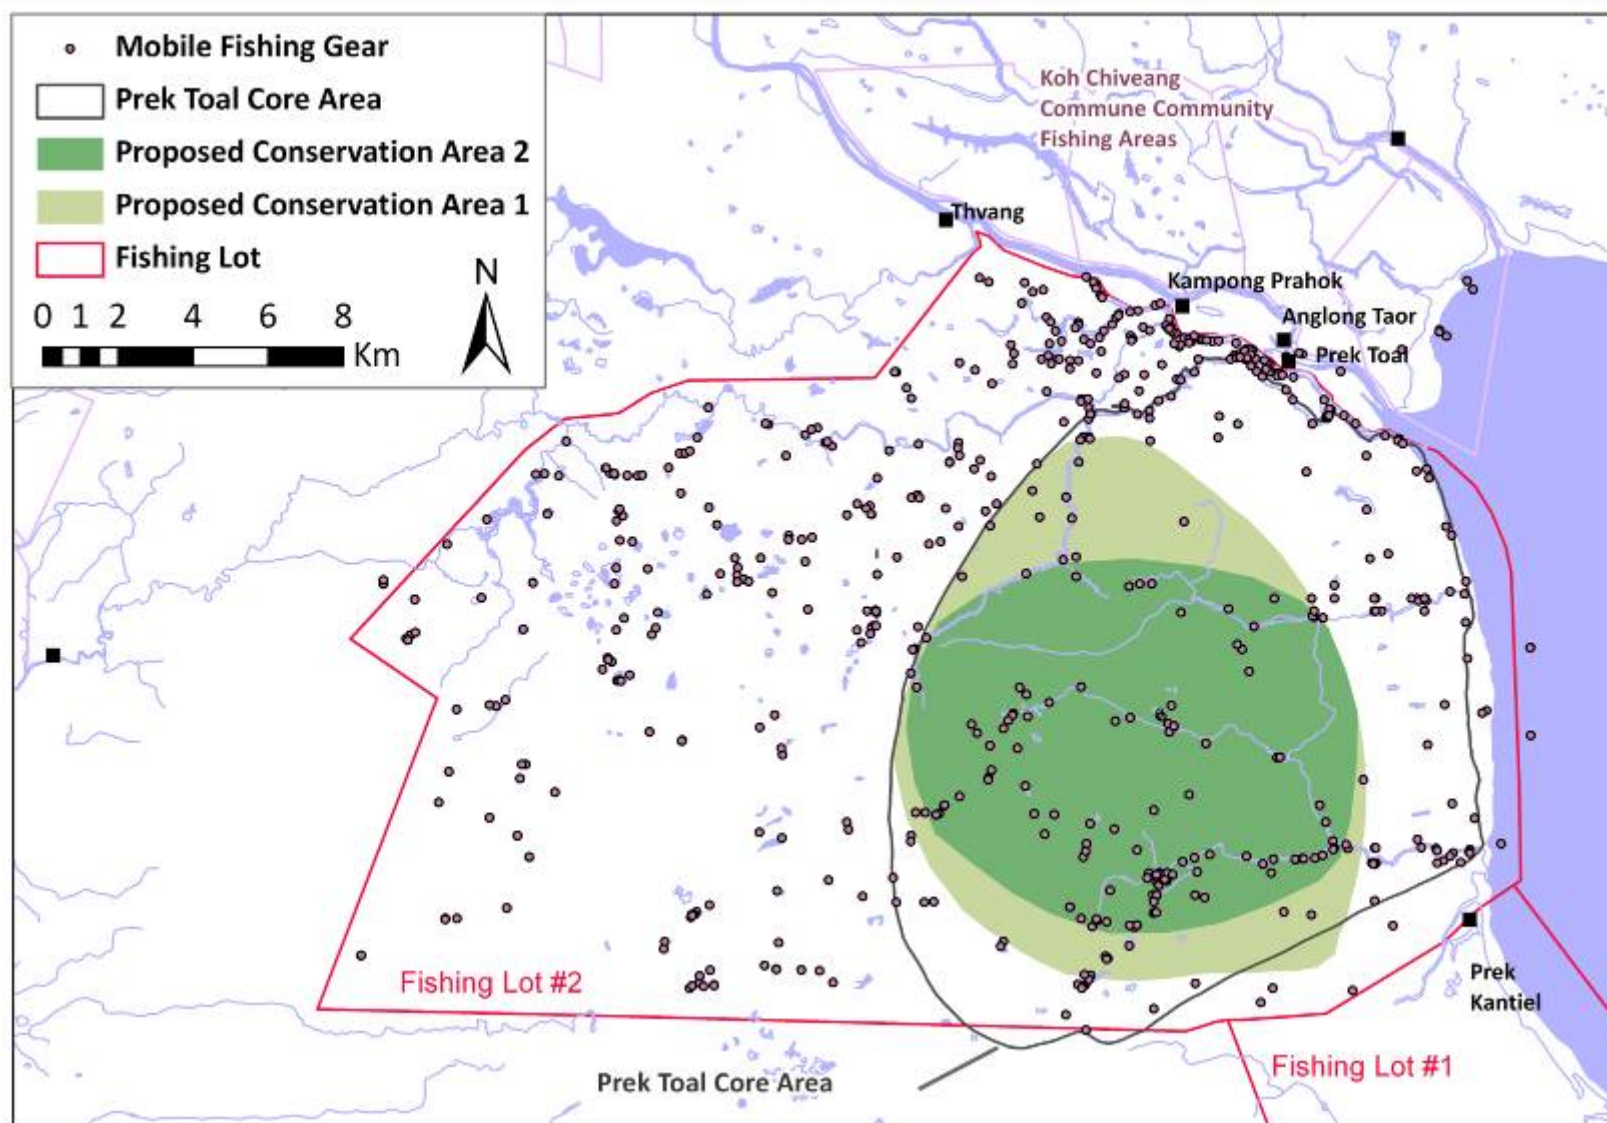 Mobile Fishing Gear
Prek Toal Core Area
Proposed Conservation Area 2
Proposed Conservation Area 1
Fishing Lot
N
0 1 2 4 6 8
Km
Koh Chiveang
Commune Community
Fishing Areas
Thvang
Kampong Prahok
Anglong Taor
Prek Toal
Fishing Lot #2
Prek
Kantiel
Fishing Lot #1
Prek Toal Core Area